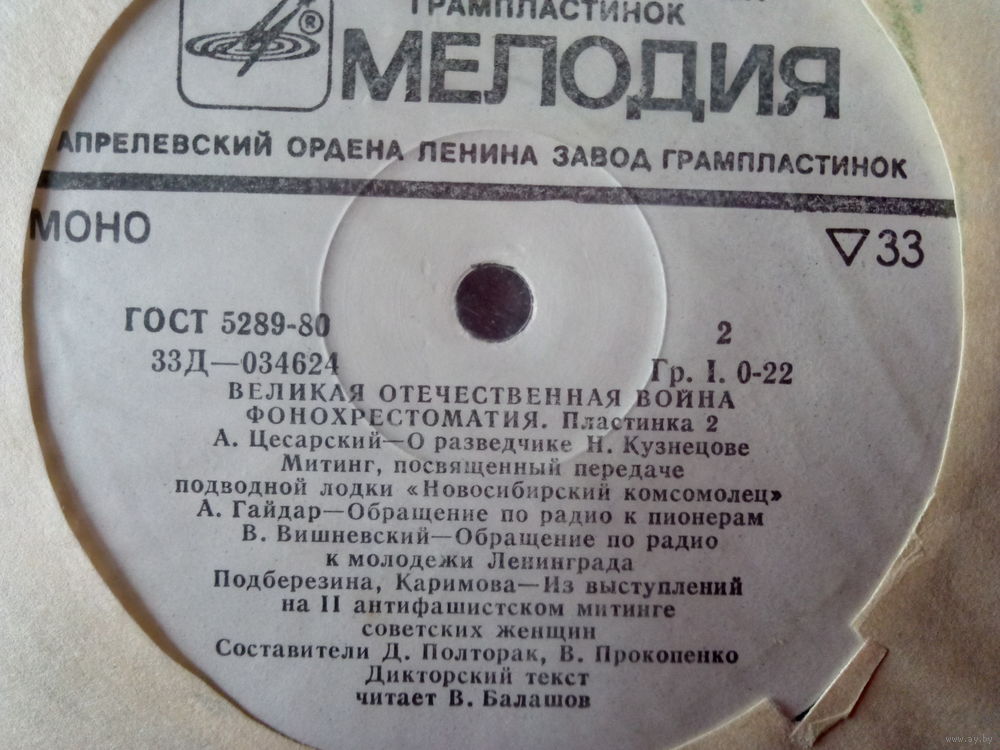 ГРАМПЛАСТИНОК
®
МЕЛОДИЯ
АПРЕЛЕВСКИЙ ОРДЕНА ЛЕНИНА ЗАВОД ГРАМПЛАСТИНОК
МОНО
▽33
ГОСТ 5289-80
2
33Д—034624
Гр. I. 0-22
ВЕЛИКАЯ ОТЕЧЕСТВЕННАЯ ВОЙНА
ФОНОХРЕСТОМАТИЯ. Пластинка 2
А. Цесарский—О разведчике Н. Кузнецове
Митинг, посвященный передаче
подводной лодки «Новосибирский комсомолец»
А. Гайдар—Обращение по радио к пионерам
В. Вишневский—Обращение по радио
к молодежи Ленинграда
Подберезина, Каримова—Из выступлений
на II антифашистском митинге
советских женщин
Составители Д. Полторак, В. Прокопенко
Дикторский текст
читает В. Балашов
www.ay.by